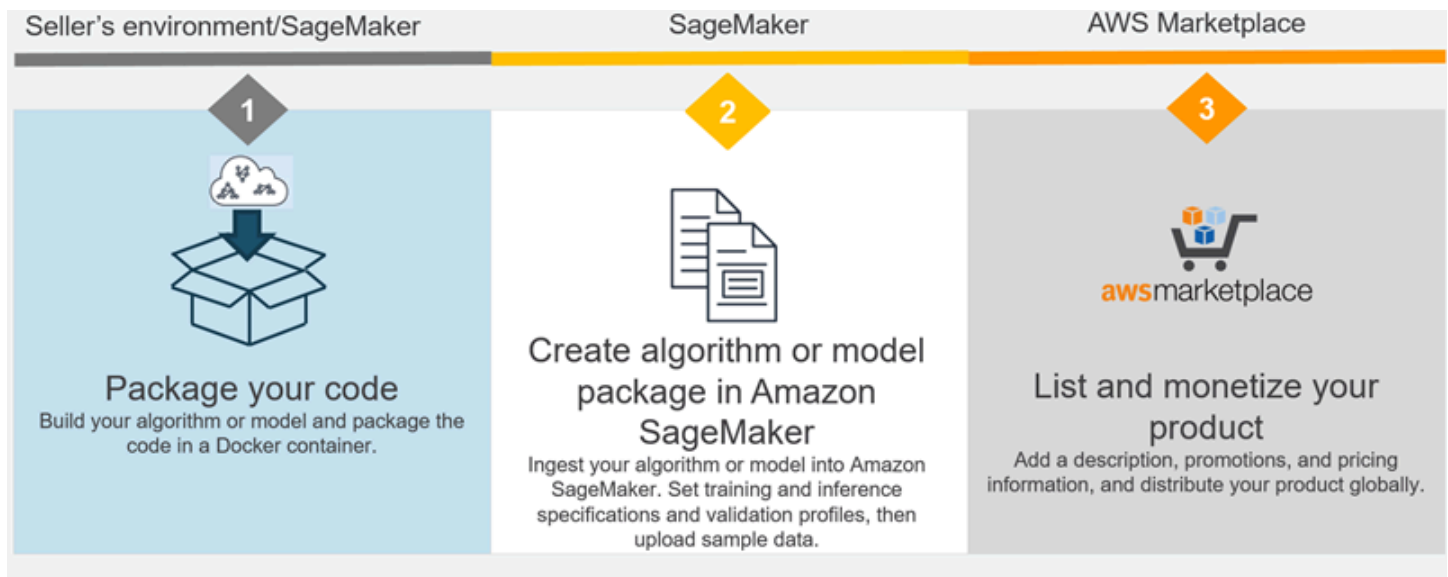 Seller's environment/SageMaker
SageMaker
AWS Marketplace
1
2
3
Package your code
Build your algorithm or model and package the
code in a Docker container.
Create algorithm or model
package in Amazon
SageMaker
Ingest your algorithm or model into Amazon
SageMaker. Set training and inference
specifications and validation profiles, then
upload sample data.
awsmarketplace
List and monetize your
product
Add a description, promotions, and pricing
information, and distribute your product globally.